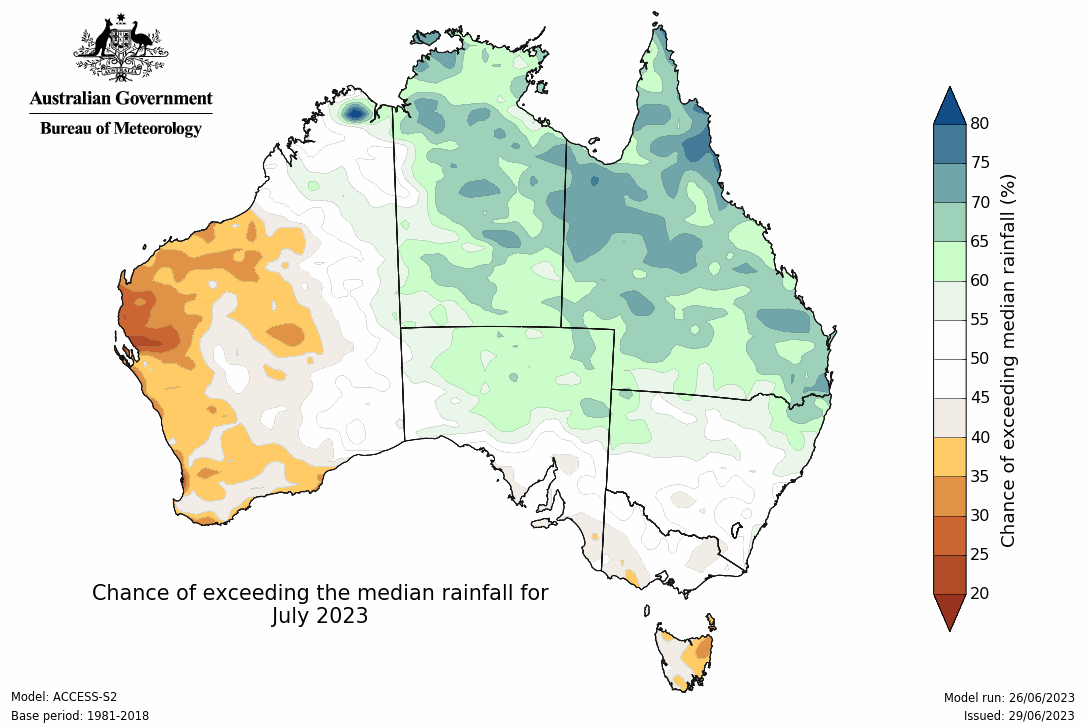 Australian Government
Bureau of Meteorology
80
75
70
65
60
55
50
45
40
35
30
25
20
Chance of exceeding median rainfall (%)
Chance of exceeding the median rainfall for
July 2023
Model: ACCESS-S2
Base period: 1981-2018
Model run: 26/06/2023
Issued: 29/06/2023